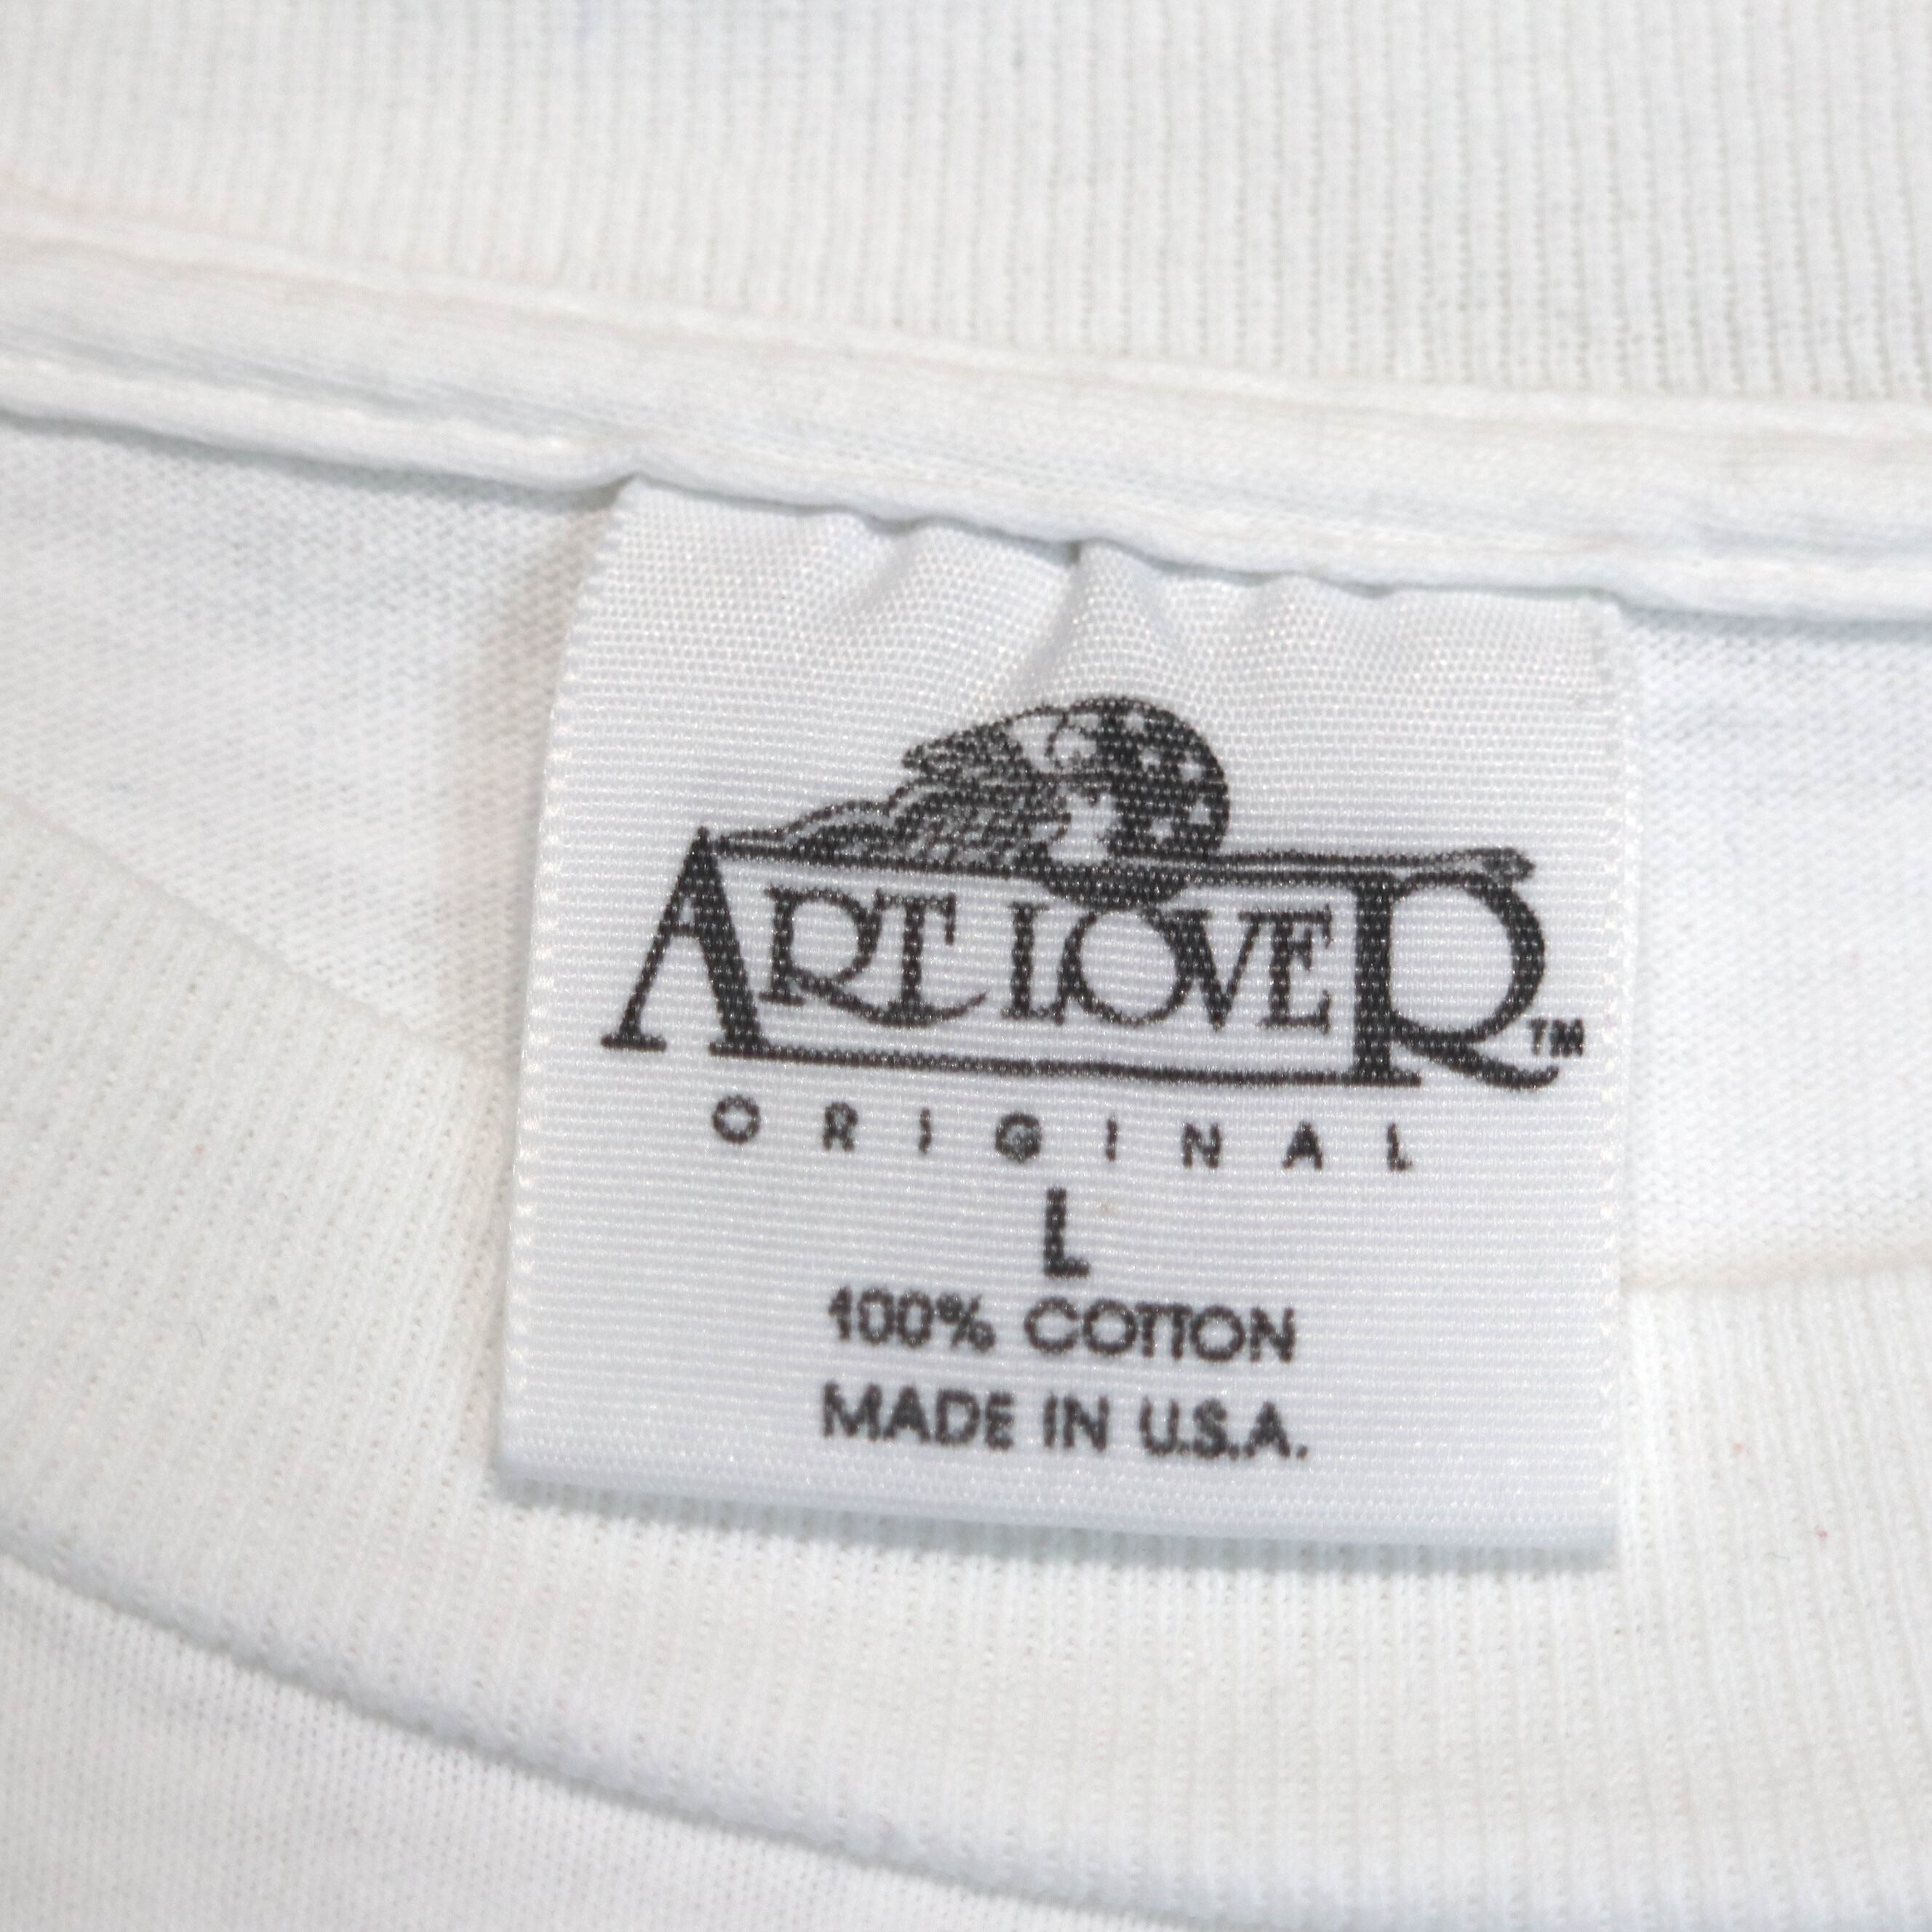 ART LOVER™
ORIGINAL
L
100% COTTON
MADE IN U.S.A.